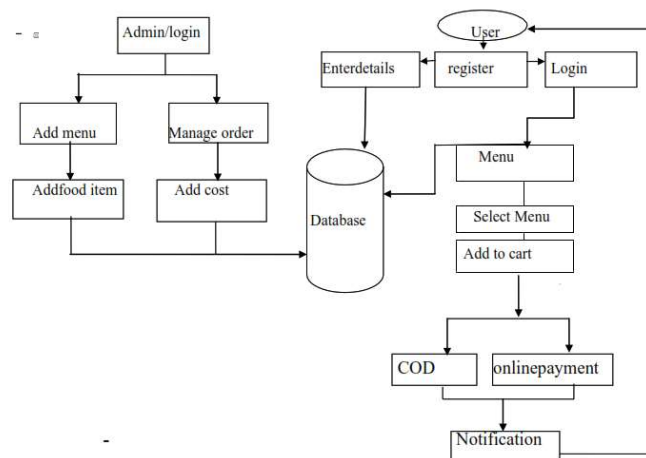 Admin/login
User
Enterdetails
register
Login
Add menu
Manage order
Menu
Addfood item
Add cost
Database
Select Menu
Add to cart
COD
onlinepayment
Notification